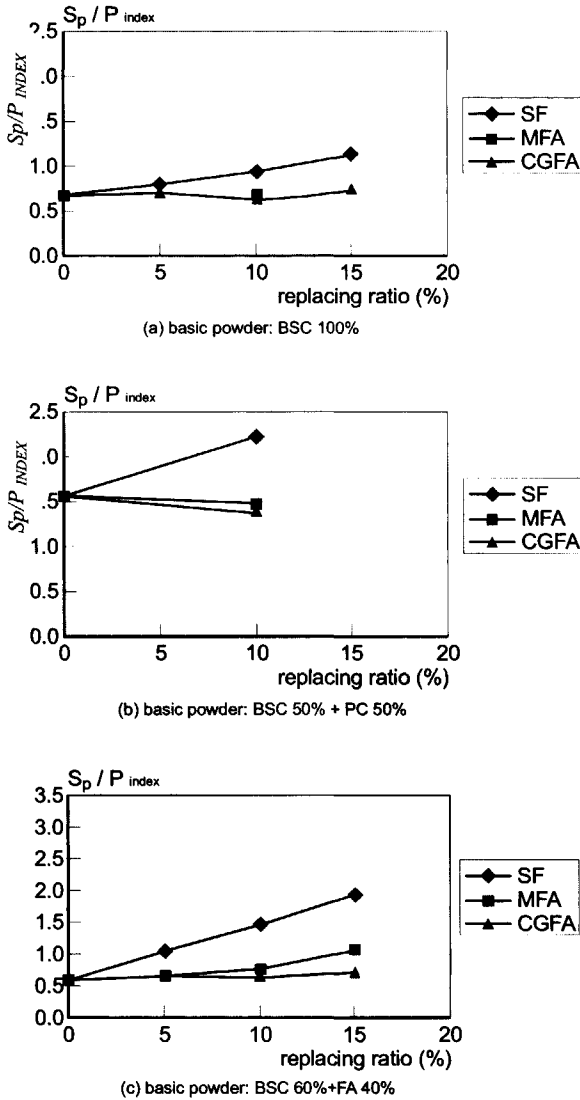 Sp / P index
Sp/P INDEX
2.5
.0
.5
1.0
0.5
0.0
0 5 10 15 20
replacing ratio (%)
SF
MFA
CGFA
(a) basic powder: BSC 100%
Sp / P index
Sp/P INDEX
2.5
.0
.5
1.0
0.5
0.0
0 5 10 15 20
replacing ratio (%)
SF
MFA
CGFA
(b) basic powder: BSC 50% + PC 50%
Sp / P index
3.5
3.0
2.5
2.0
1.5
1.0
0.5
0.0
0 5 10 15 20
replacing ratio (%)
SF
MFA
CGFA
(c) basic powder: BSC 60%+FA 40%